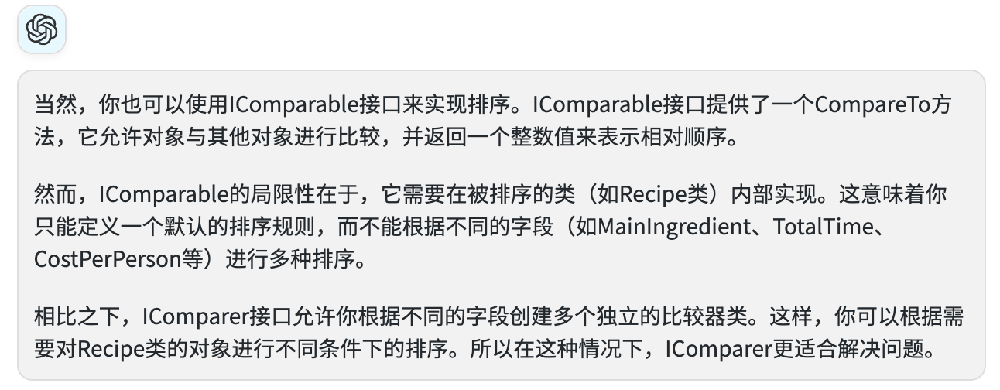 当然，你也可以使用IComparable接口来实现排序。IComparable接口提供了一个CompareTo方
法，它允许对象与其他对象进行比较，并返回一个整数值来表示相对顺序。
然而，IComparable的局限性在于，它需要在被排序的类（如Recipe类）内部实现。这意味着你
只能定义一个默认的排序规则，而不能根据不同的字段（如MainIngredient、TotalTime、
CostPerPerson等）进行多种排序。
相比之下，IComparer接口允许你根据不同的字段创建多个独立的比较器类。这样，你可以根据需
要对Recipe类的对象进行不同条件下的排序。所以在这种情况下，IComparer更适合解决问题。